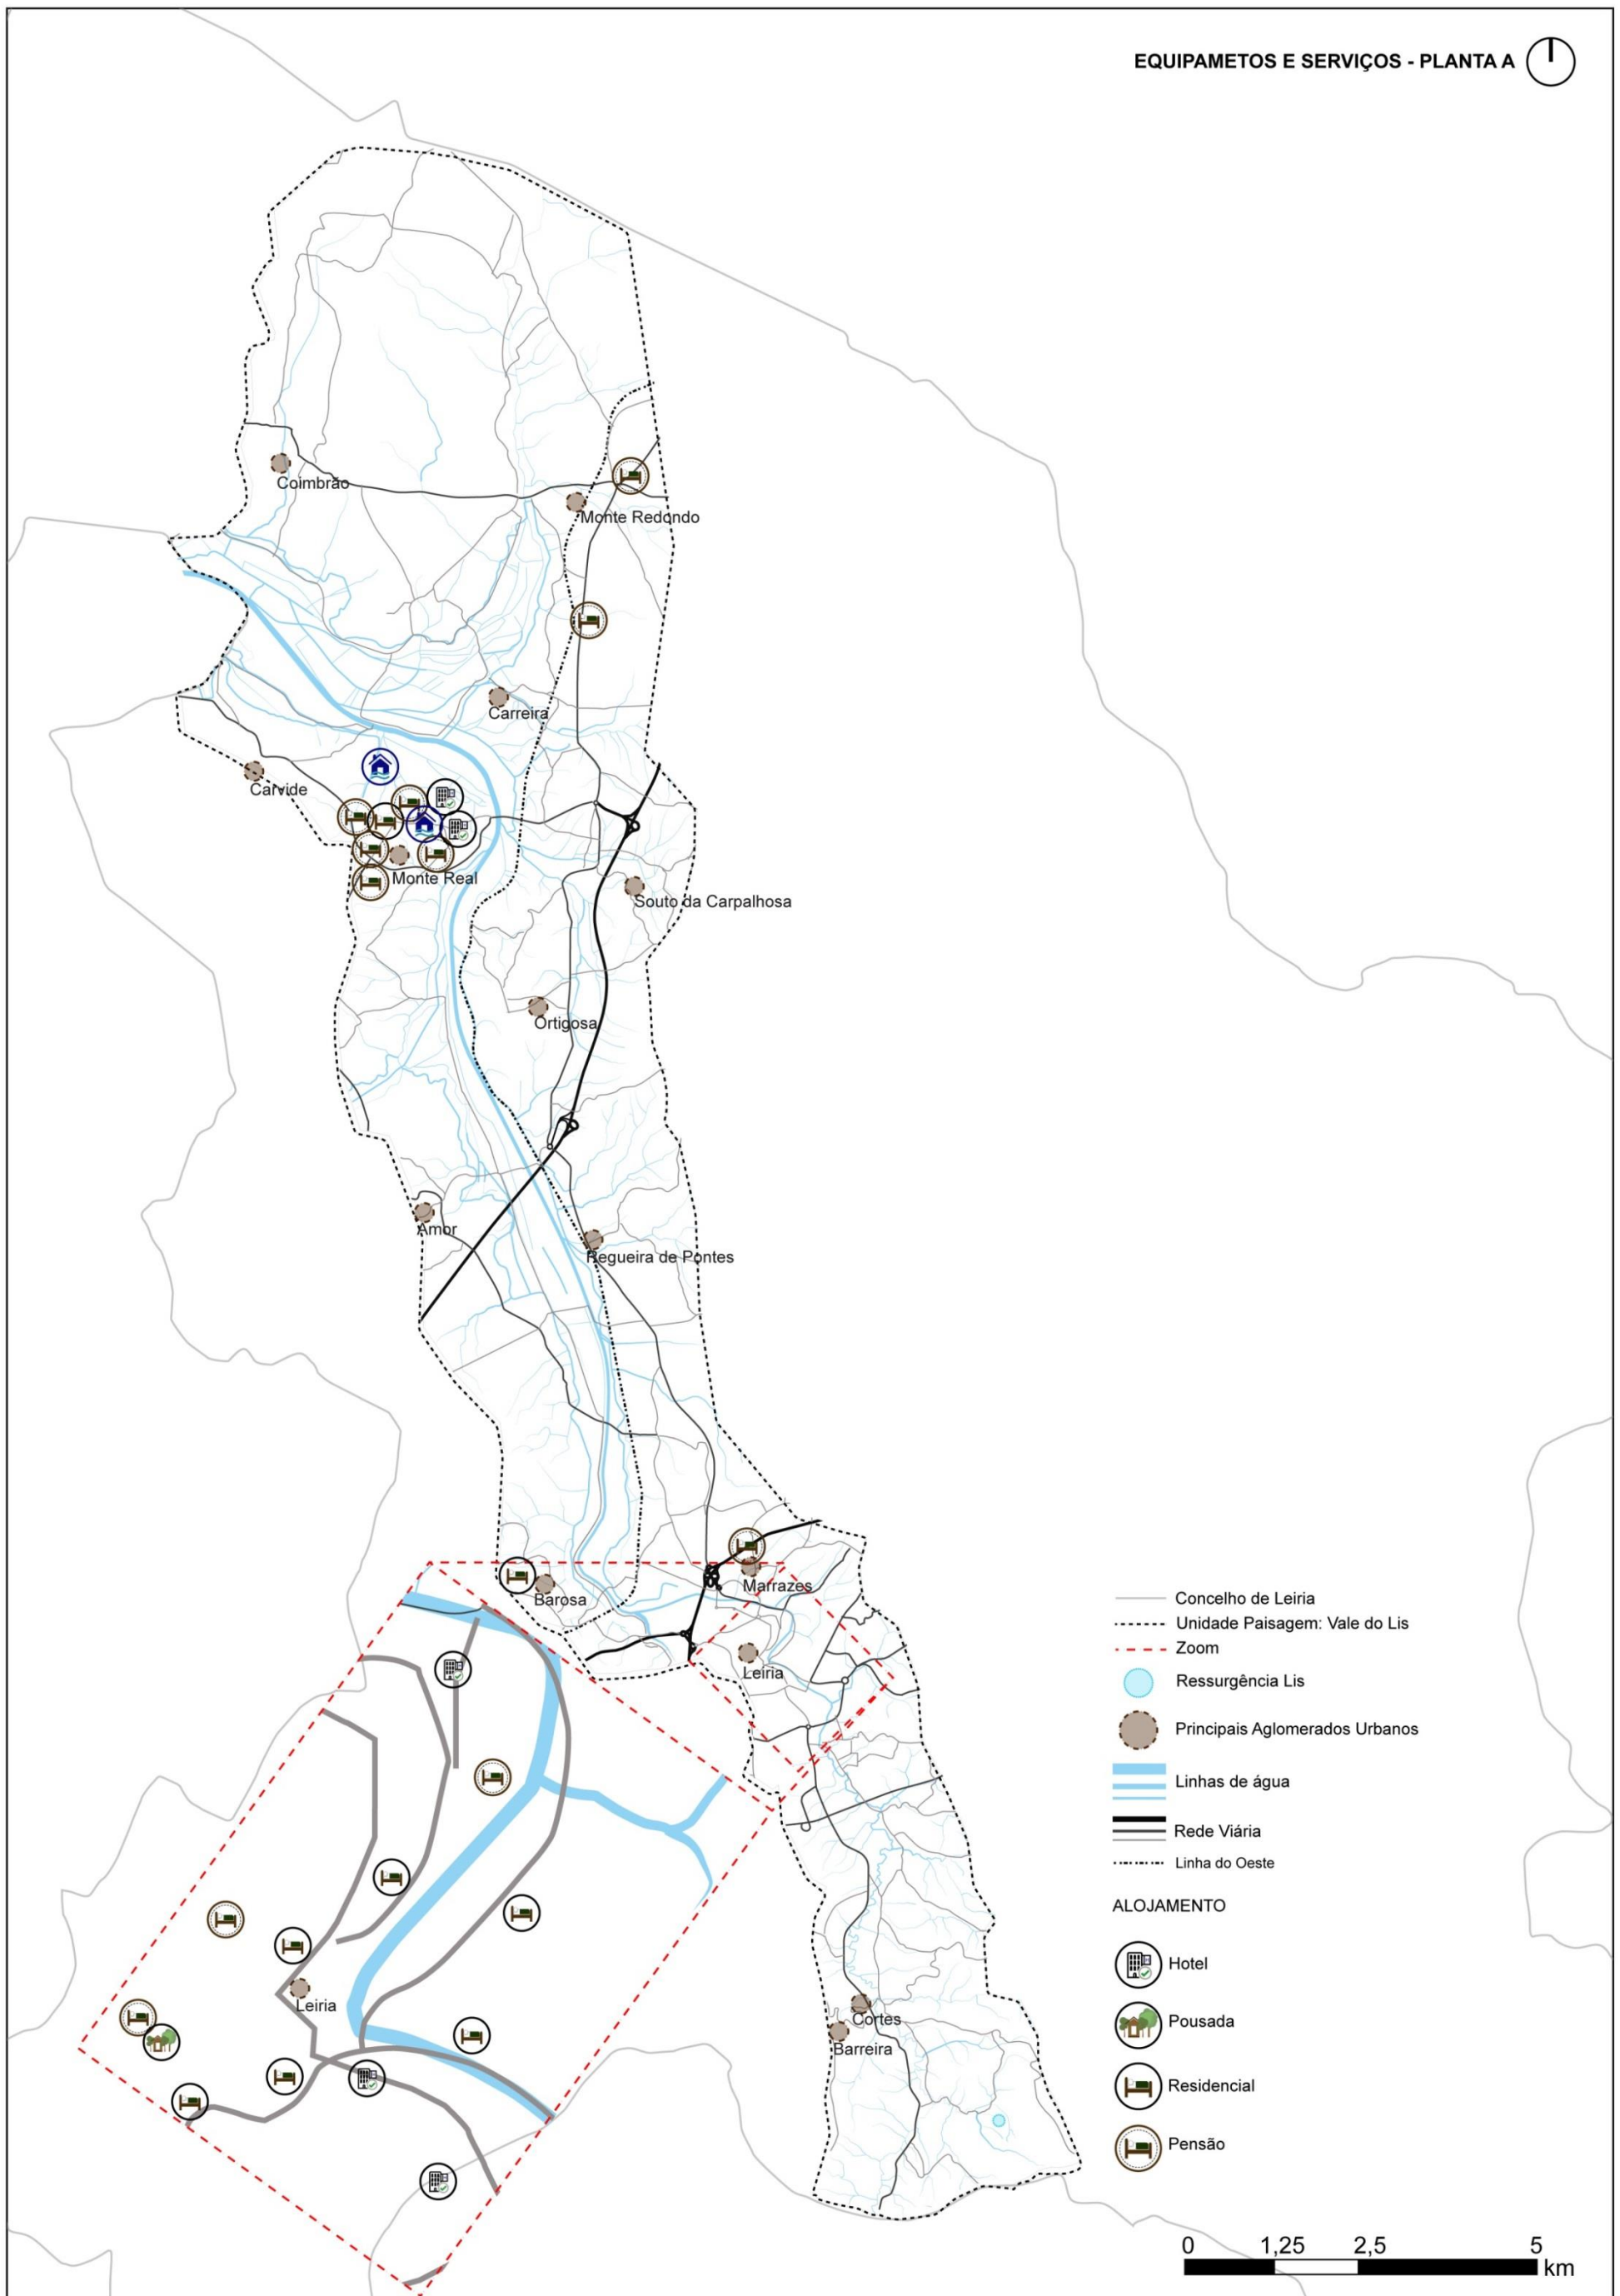 EQUIPAMETOS E SERVIÇOS - PLANTA A
Coimbrão
Monte Redondo
Carreira
Carvide
Monte Real
Souto da Carpalhosa
Ortigosa
Amor
Regueira de Pontes
Marrazes
Barosa
Leiria
Leiria
Cortes
Barreira
Concelho de Leiria
Unidade Paisagem: Vale do Lis
Zoom
Ressurgência Lis
Principais Aglomerados Urbanos
Linhas de água
Rede Viária
Linha do Oeste
ALOJAMENTO
Hotel
Pousada
Residencial
Pensão
0 1,25 2,5 5
km